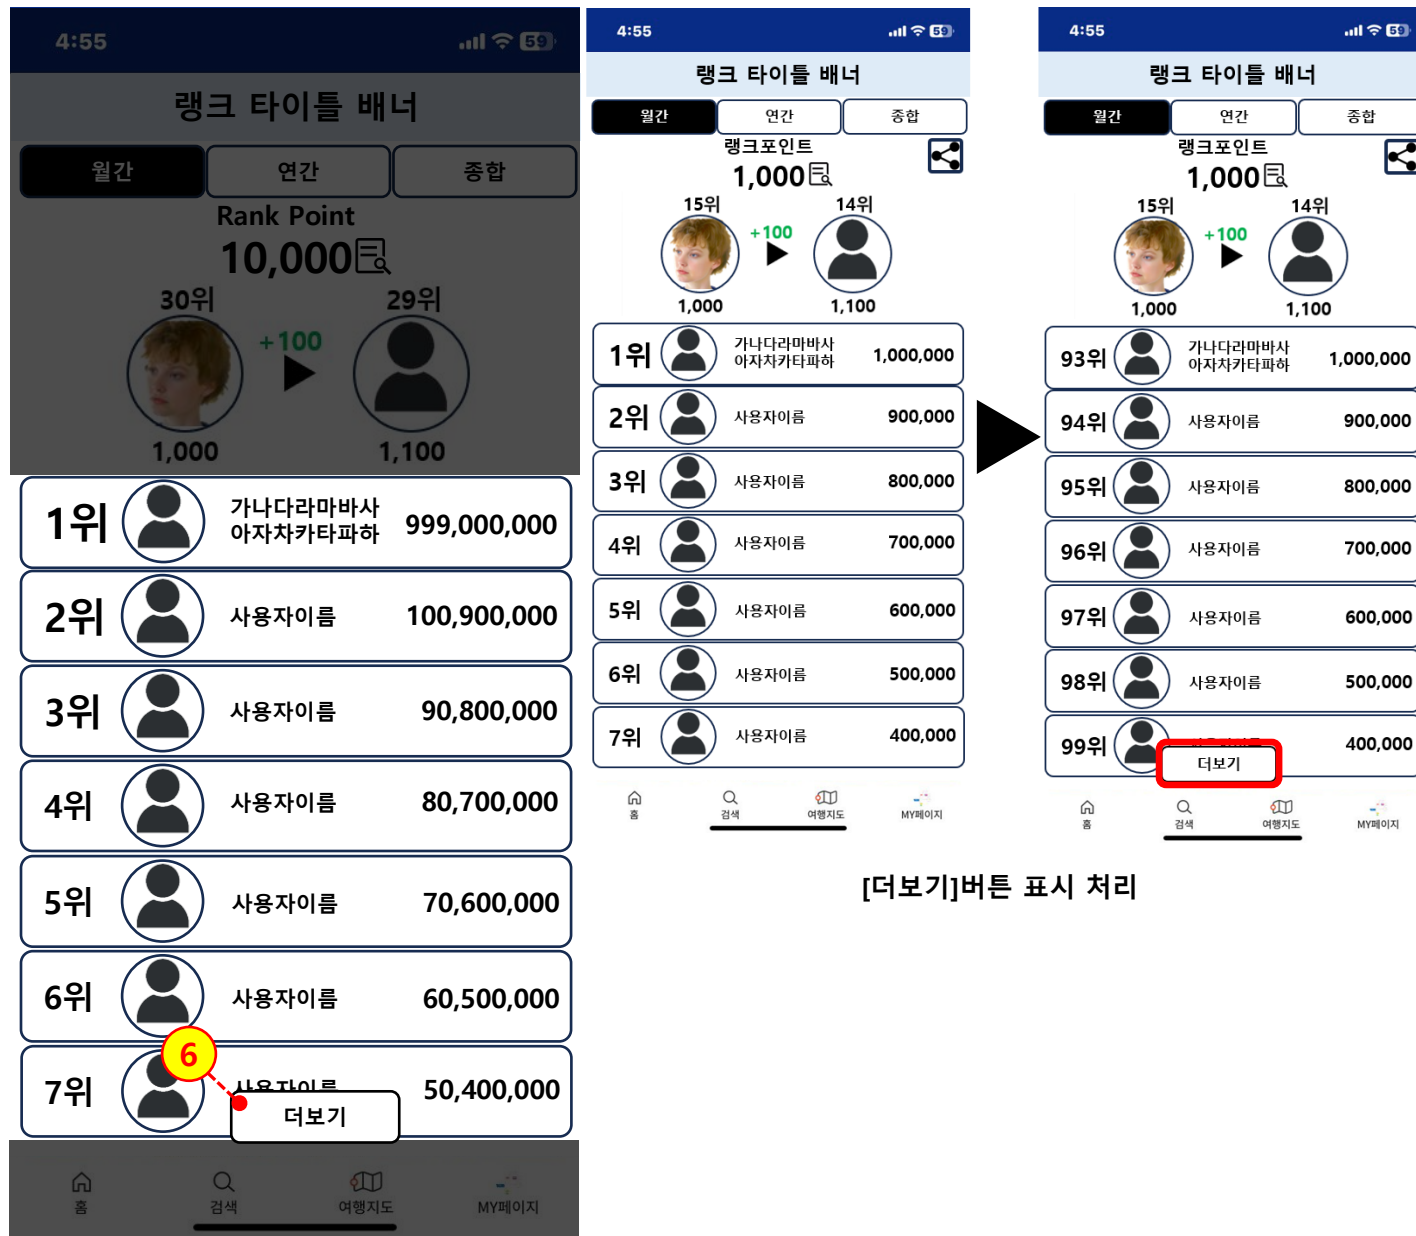 4:55
59
랭크 타이틀 배너
월간
연간
종합
Rank Point
10,000
30위
29위
+100
1,000
1,100
1위
가나다라마바사
아자차카타파하
999,000,000
2위
사용자이름
100,900,000
3위
사용자이름
90,800,000
4위
사용자이름
80,700,000
5위
사용자이름
70,600,000
6위
사용자이름
60,500,000
6
7위
사용자이름
50,400,000
더보기
홈
검색
여행지도
MY페이지
4:55
59
랭크 타이틀 배너
월간
연간
종합
랭크포인트
1,000
15위
14위
+100
1,000
1,100
1위
가나다라마바사
아자차카타파하
1,000,000
2위
사용자이름
900,000
3위
사용자이름
800,000
4위
사용자이름
700,000
5위
사용자이름
600,000
6위
사용자이름
500,000
7위
사용자이름
400,000
홈
검색
여행지도
MY페이지
4:55
59
랭크 타이틀 배너
월간
연간
종합
랭크포인트
1,000
15위
14위
+100
1,000
1,100
93위
가나다라마바사
아자차카타파하
1,000,000
94위
사용자이름
900,000
95위
사용자이름
800,000
96위
사용자이름
700,000
97위
사용자이름
600,000
98위
사용자이름
500,000
99위
400,000
더보기
홈
검색
여행지도
MY페이지
[더보기]버튼 표시 처리